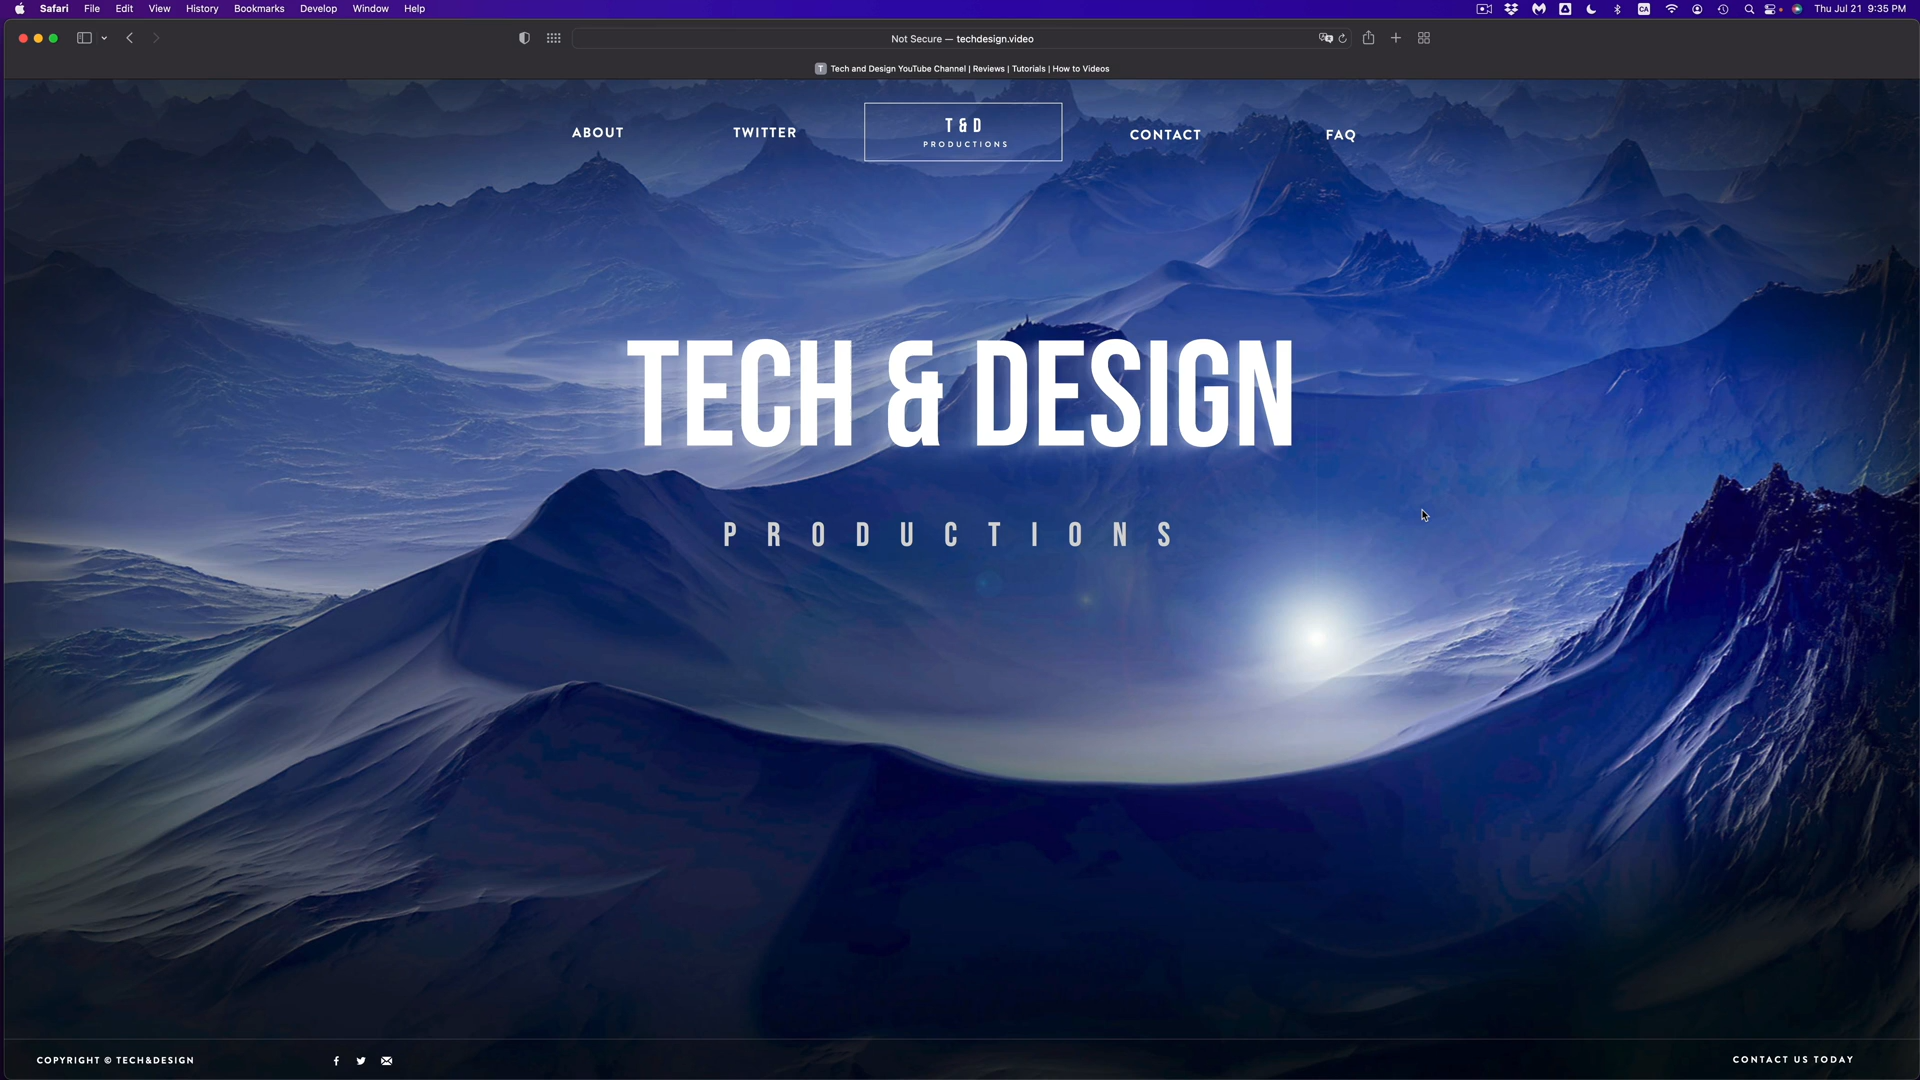 Safari File Edit View History Bookmarks Develop Window Help
CA
Thu Jul 21 9:35 PM
Not Secure — techdesign.video
T Tech and Design YouTube Channel | Reviews | Tutorials | How to Videos
ABOUT
TWITTER
T&D
PRODUCTIONS
CONTACT
FAQ
TECH & DESIGN
PRODUCTIONS
COPYRIGHT © TECH&DESIGN
CONTACT US TODAY